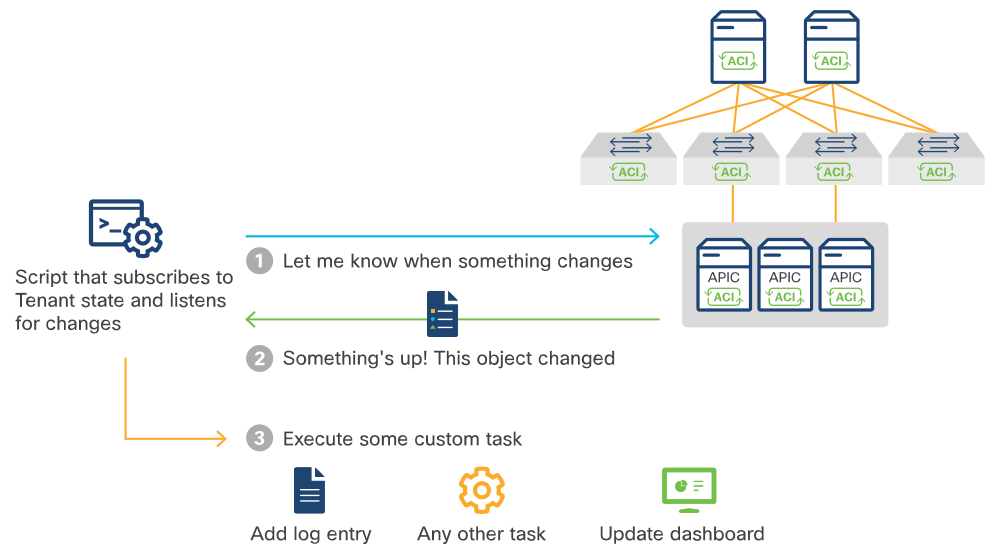 ACI
ACI
ACI
ACI
ACI
ACI
>_
Script that subscribes to
Tenant state and listens
for changes
1 Let me know when something changes
APIC
ACI
APIC
ACI
APIC
ACI
2 Something's up! This object changed
3 Execute some custom task
Add log entry
Any other task
Update dashboard